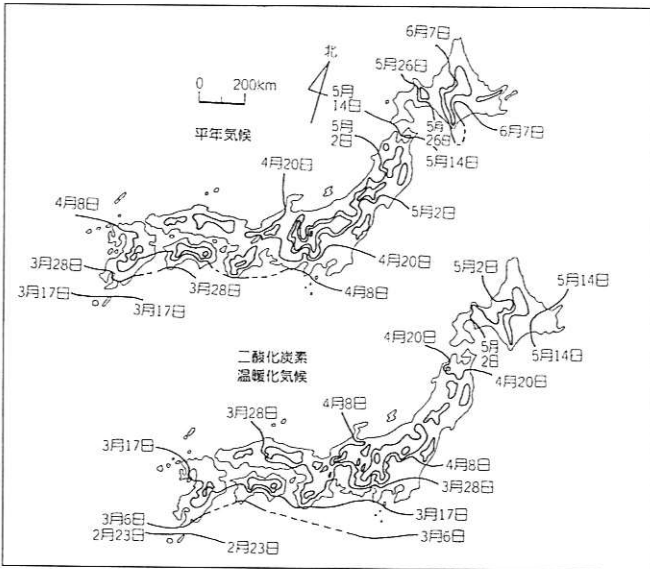 6月7日
5月26日
北
0 200km
5月
14日
5月
26日
6月7日
平年気候
5月
2日
5月14日
4月20日
5月2日
4月8日
3月28日
4月20日
3月17日
3月17日
3月28日
4月8日
5月2日
5月14日
4月20日
5月
2日
5月14日
二酸化炭素
温暖化気候
4月20日
3月28日
4月8日
3月17日
4月8日
3月28日
3月6日
3月17日
2月23日
2月23日
3月6日